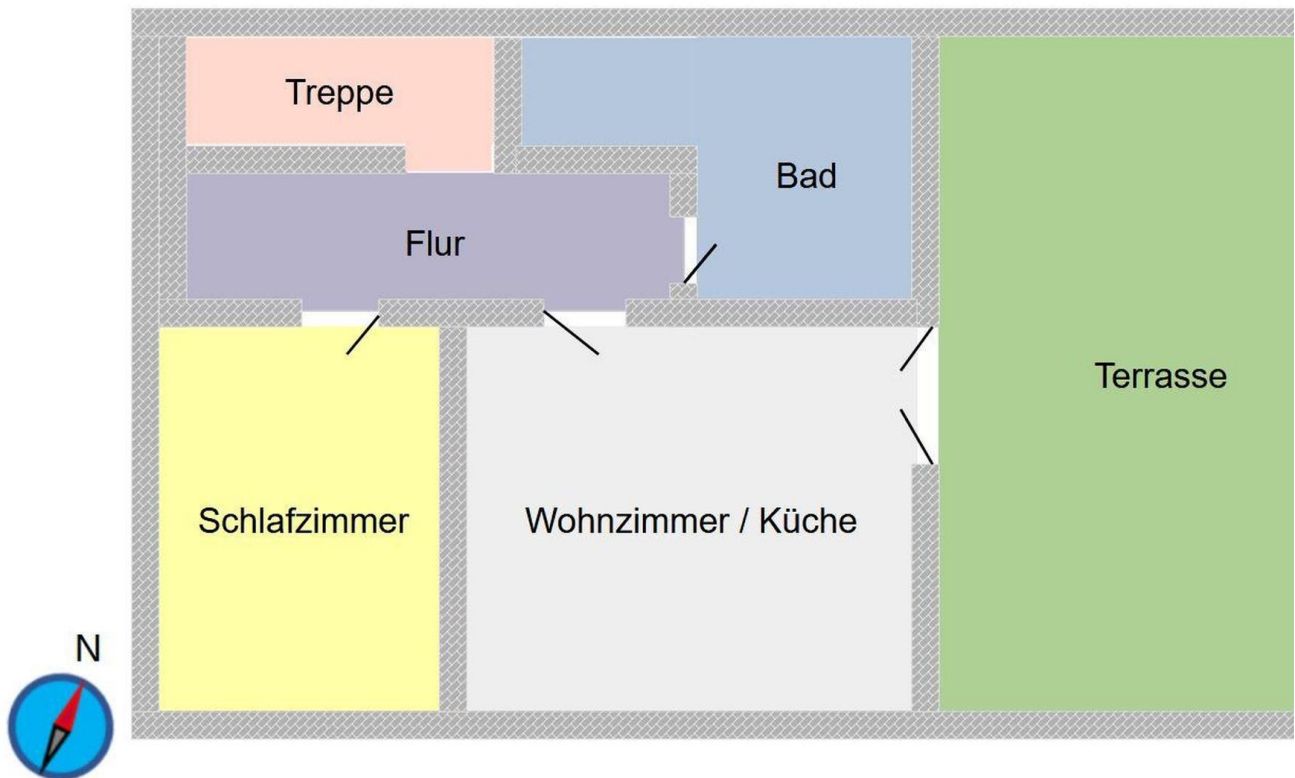 Treppe
Bad
Flur
Terrasse
Schlafzimmer
Wohnzimmer / Küche
N